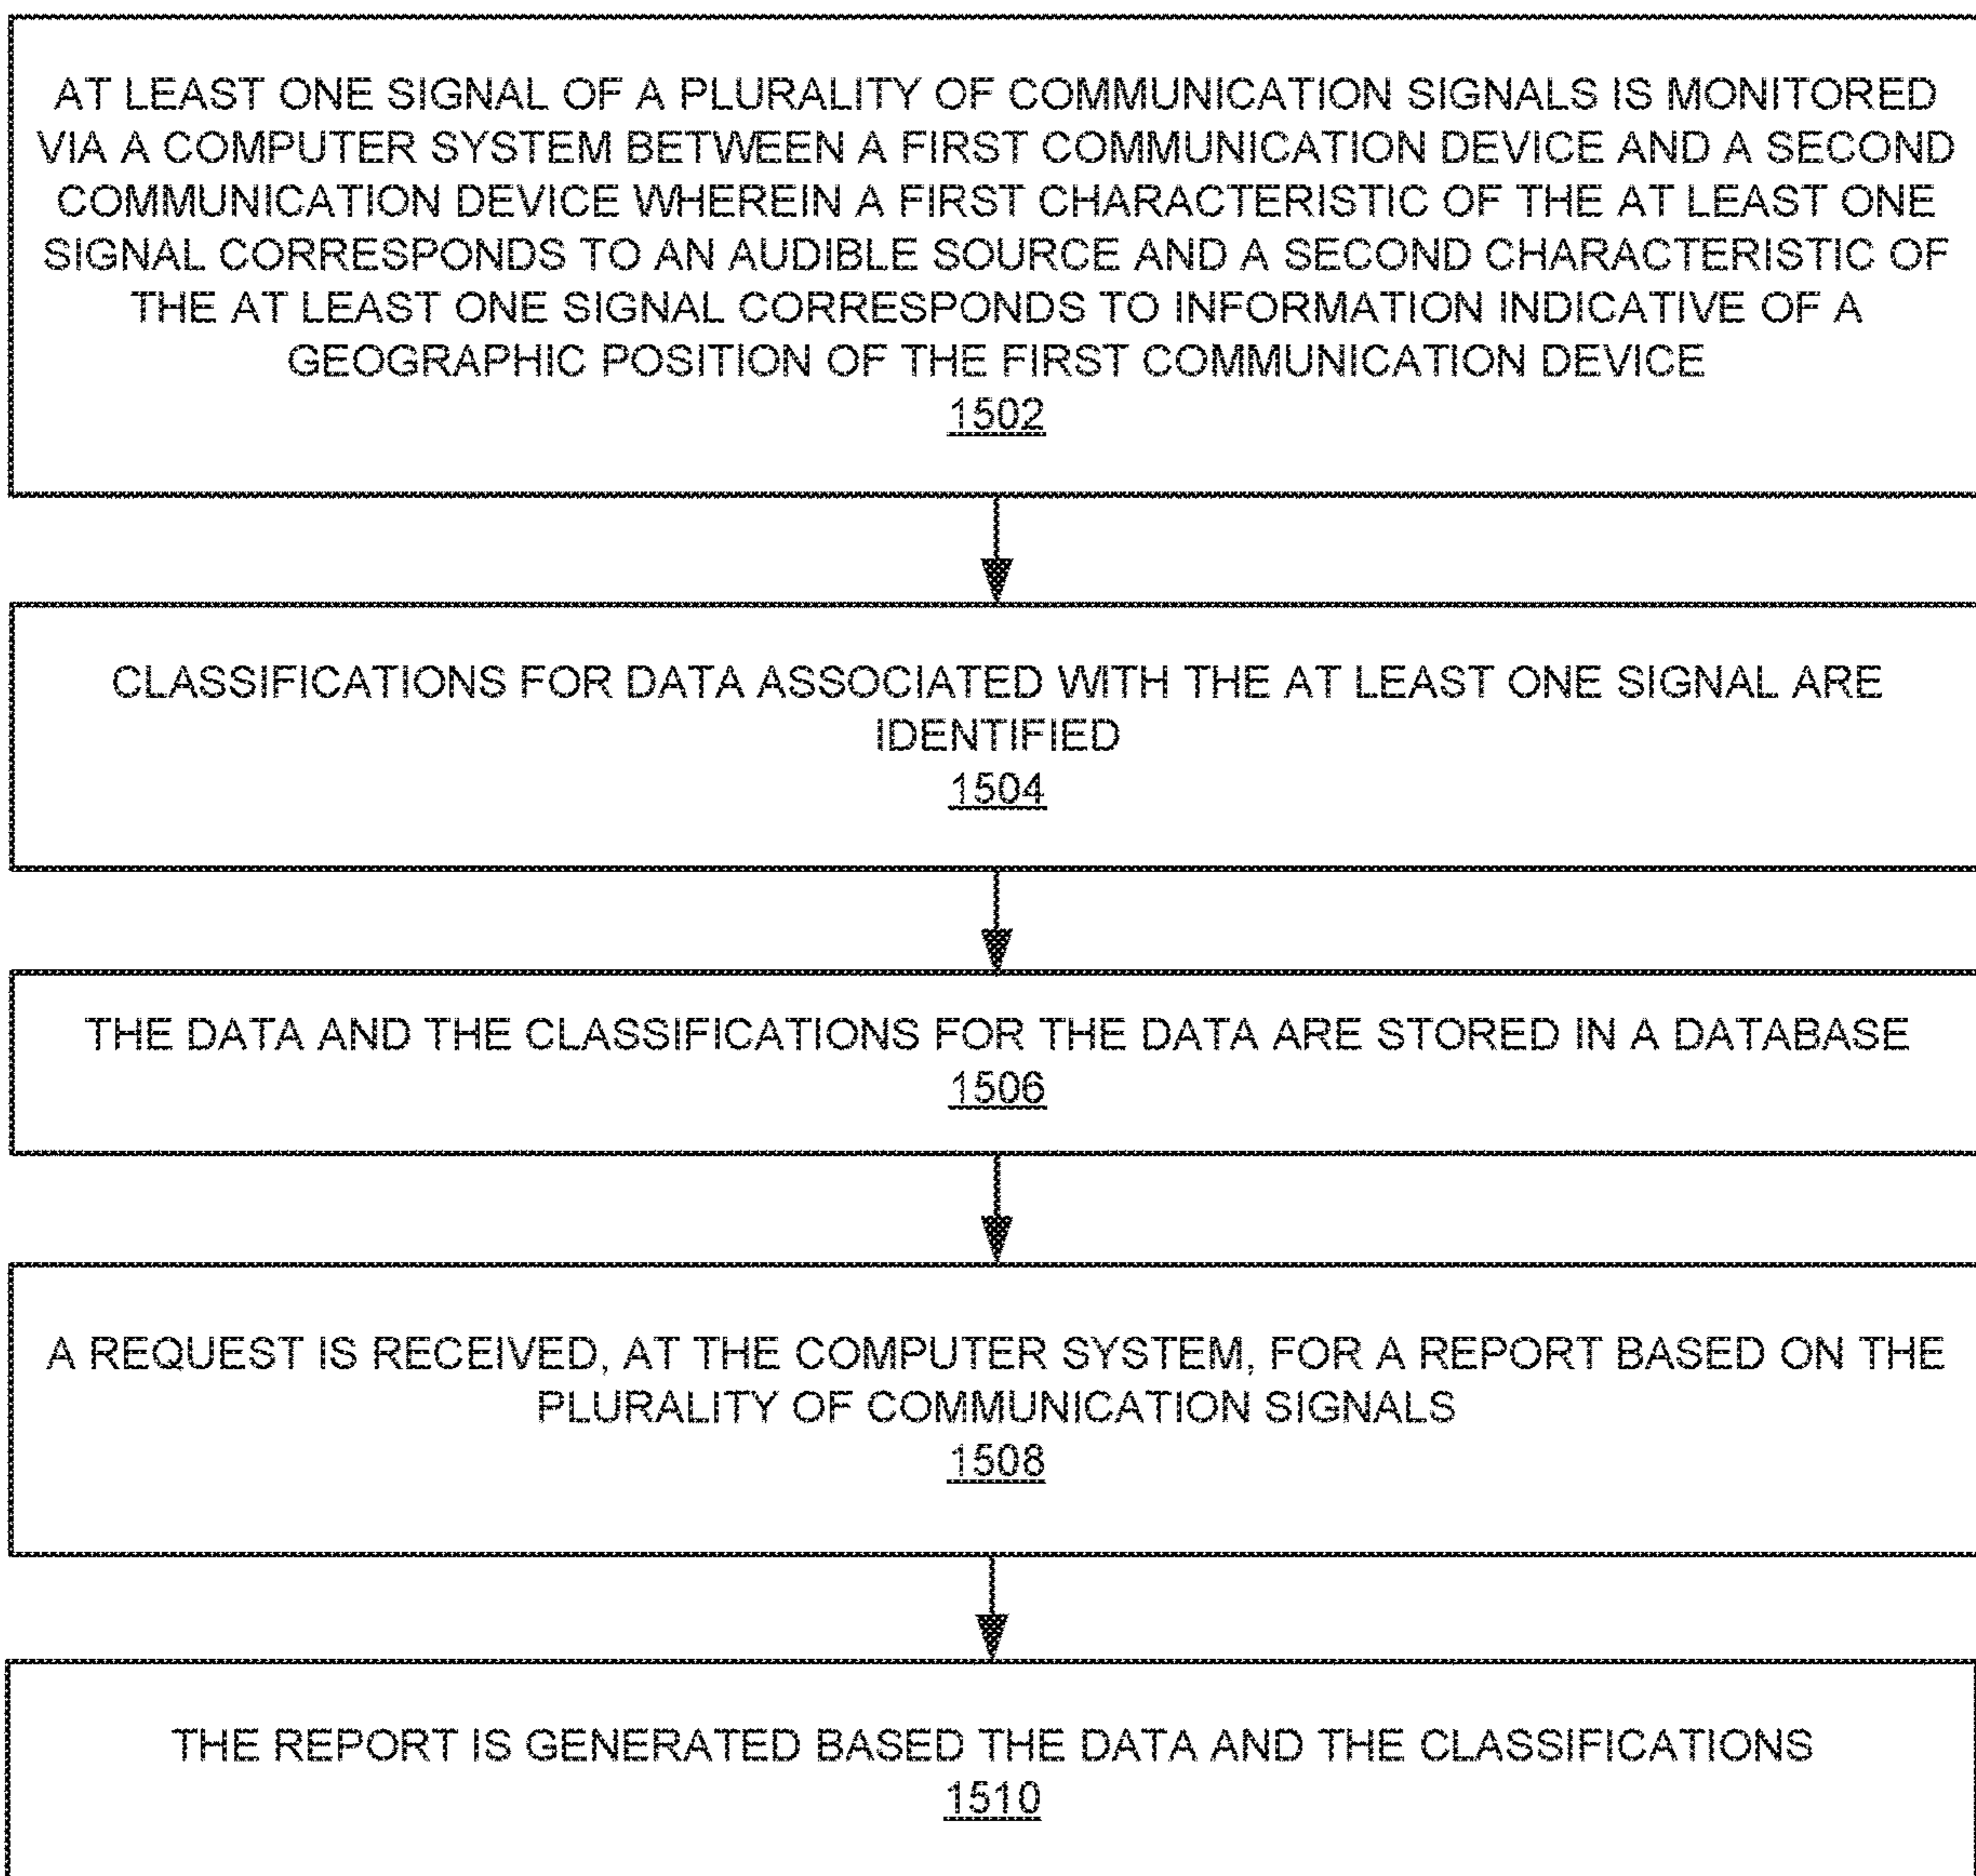 AT LEAST ONE SIGNAL OF A PLURALITY OF COMMUNICATION SIGNALS IS MONITORED
VIA A COMPUTER SYSTEM BETWEEN A FIRST COMMUNICATION DEVICE AND A SECOND
COMMUNICATION DEVICE WHEREIN A FIRST CHARACTERISTIC OF THE AT LEAST ONE
SIGNAL CORRESPONDS TO AN AUDIBLE SOURCE AND A SECOND CHARACTERISTIC OF
THE AT LEAST ONE SIGNAL CORRESPONDS TO INFORMATION INDICATIVE OF A
GEOGRAPHIC POSITION OF THE FIRST COMMUNICATION DEVICE
1502
CLASSIFICATIONS FOR DATA ASSOCIATED WITH THE AT LEAST ONE SIGNAL ARE
IDENTIFIED
1504
THE DATA AND THE CLASSIFICATIONS FOR THE DATA ARE STORED IN A DATABASE
1506
A REQUEST IS RECEIVED, AT THE COMPUTER SYSTEM, FOR A REPORT BASED ON THE
PLURALITY OF COMMUNICATION SIGNALS
1508
THE REPORT IS GENERATED BASED THE DATA AND THE CLASSIFICATIONS
1510